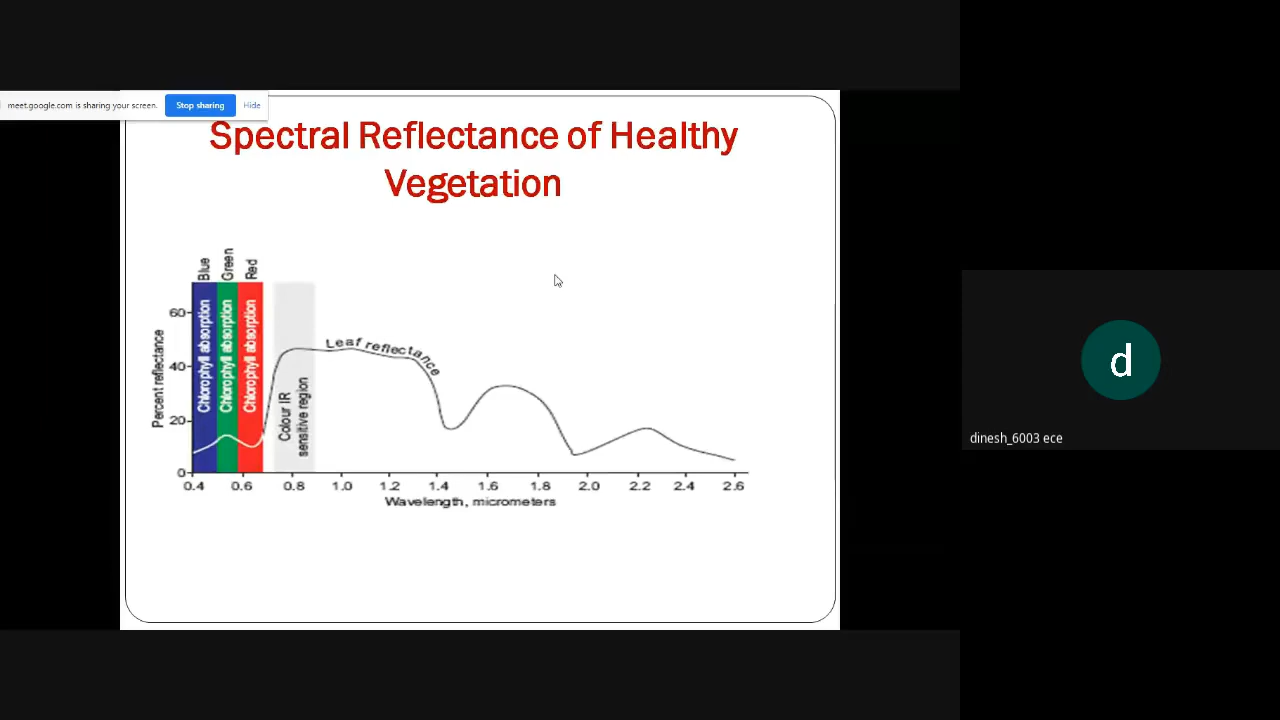 meet.google.com is sharing your screen.
Stop sharing
Hide
Spectral Reflectance of Healthy
Vegetation
Blue
Green
Red
Chlorophyll absorption
Chlorophyll absorption
Chlorophyll absorption
Percent reflectance
60
40
20
0
Leaf reflectance
Colour IR
sensitive region
0.4 0.6 0.8 1.0 1.2 1.4 1.6 1.8 2.0 2.2 2.4 2.6
Wavelength, micrometers
d
dinesh_6003 ece